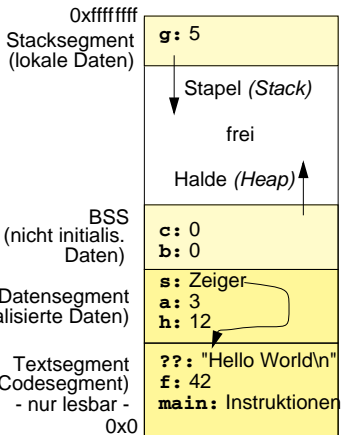 0xffffffff
Stacksegment
(lokale Daten)
g: 5
Stapel (Stack)
frei
Halde (Heap)
BSS
(nicht initialis.
Daten)
c: 0
b: 0
Datensegment
alisierte Daten)
s: Zeiger
a: 3
h: 12
Textsegment
Codesegment)
- nur lesbar -
0x0
??: "Hello World\n"
f: 42
main: Instruktionen